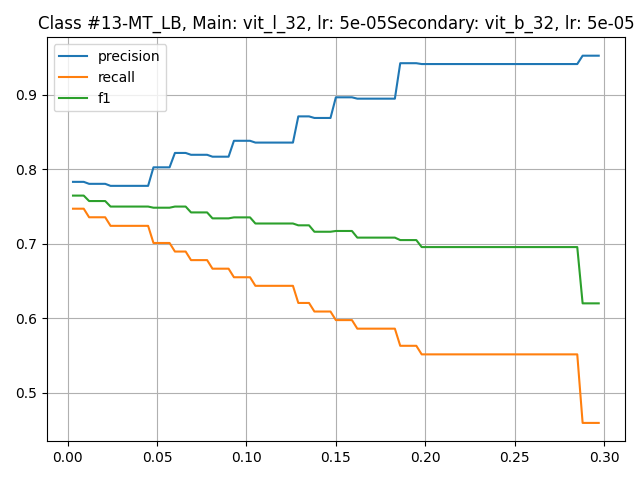 Class #13-MT_LB, Main: vit_l_32, lr: 5e-05Secondary: vit_b_32, lr: 5e-05
precision
recall
f1
0.9
0.8
0.7
0.6
0.5
0.00 0.05 0.10 0.15 0.20 0.25 0.30